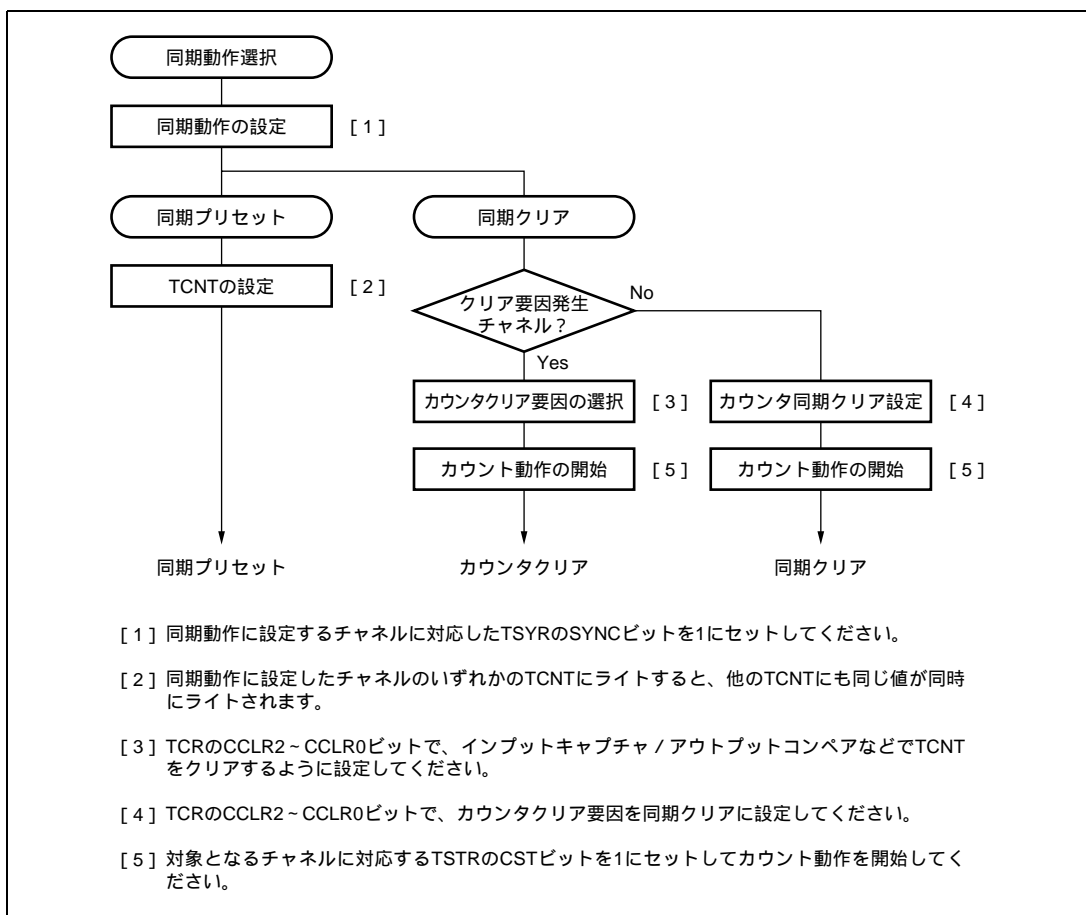 同期動作選択
同期動作の設定 [1]
同期プリセット 同期クリア
TCNTの設定 [2]
クリア要因発生
チャネル?
No
Yes
カウンタクリア要因の選択 [3] カウンタ同期クリア設定 [4]
カウント動作の開始 [5] カウント動作の開始 [5]
同期プリセット カウンタクリア 同期クリア
[1] 同期動作に設定するチャネルに対応したTSYRのSYNCビットを1にセットしてください。
[2] 同期動作に設定したチャネルのいずれかのTCNTにライトすると、他のTCNTにも同じ値が同時
にライトされます。
[3] TCRのCCLR2~CCLR0ビットで、インプットキャプチャ/アウトプットコンペアなどでTCNT
をクリアするように設定してください。
[4] TCRのCCLR2~CCLR0ビットで、カウンタクリア要因を同期クリアに設定してください。
[5] 対象となるチャネルに対応するTSTRのCSTビットを1にセットしてカウント動作を開始してく
ださい。